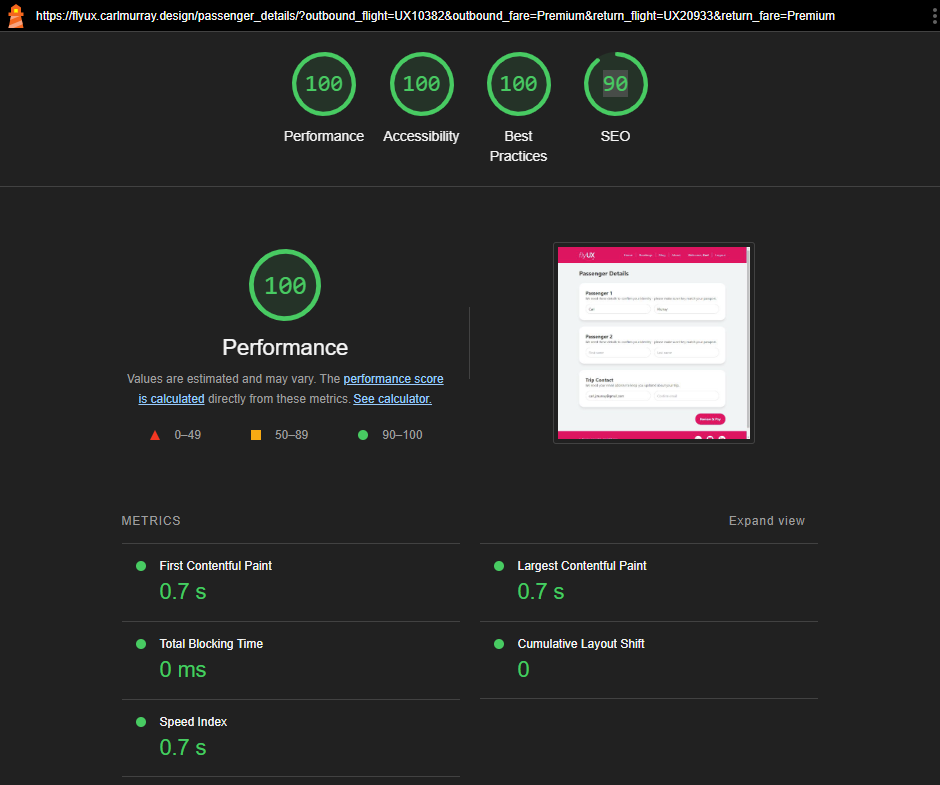 https://flyux.carlmurray.design/passenger_details/?outbound_flight=UX10382&outbound_fare=Premium&return_flight=UX20933&return_fare=Premium
100 100 100 90
Performance Accessibility Best Practices SEO
100
Performance
Values are estimated and may vary. The performance score
is calculated directly from these metrics. See calculator.
0–49 50–89 90–100
flyUX
Passenger Details
Passenger 1
Passenger 2
Trip Contact
METRICS Expand view
First Contentful Paint
0.7 s
Largest Contentful Paint
0.7 s
Total Blocking Time
0 ms
Cumulative Layout Shift
0
Speed Index
0.7 s